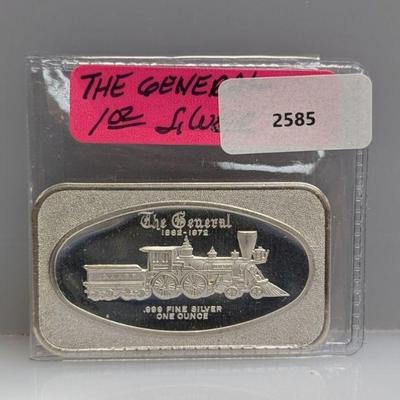 THE GENERAL
1OZ SILVER
2585
The General
1862-1972
.999 FINE SILVER
ONE OUNCE